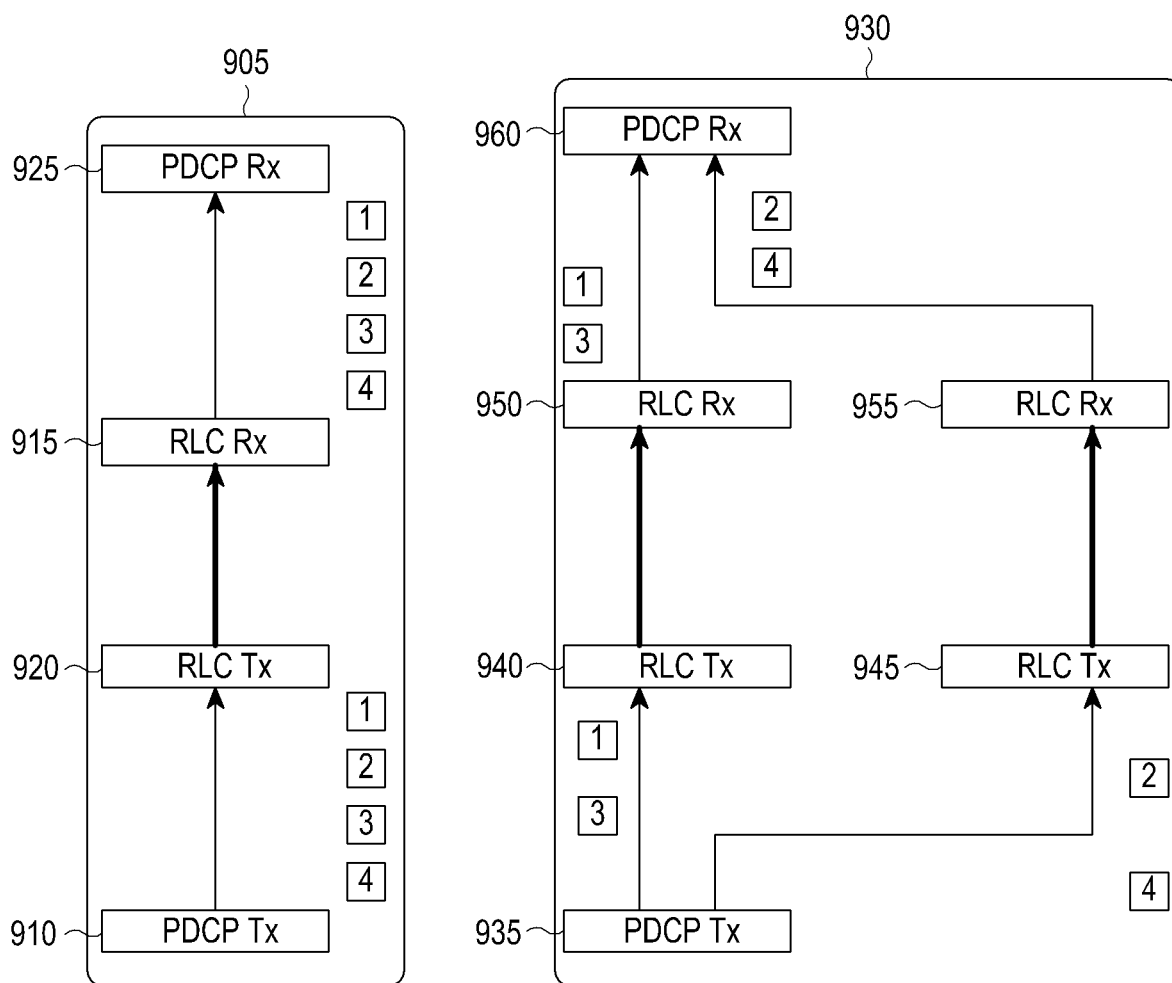 905
925 PDCP Rx
1
2
3
4
915 RLC Rx
920 RLC Tx
1
2
3
4
910 PDCP Tx
930
960 PDCP Rx
2
4
1
3
950 RLC Rx
955 RLC Rx
940 RLC Tx
945 RLC Tx
1
3
2
4
935 PDCP Tx